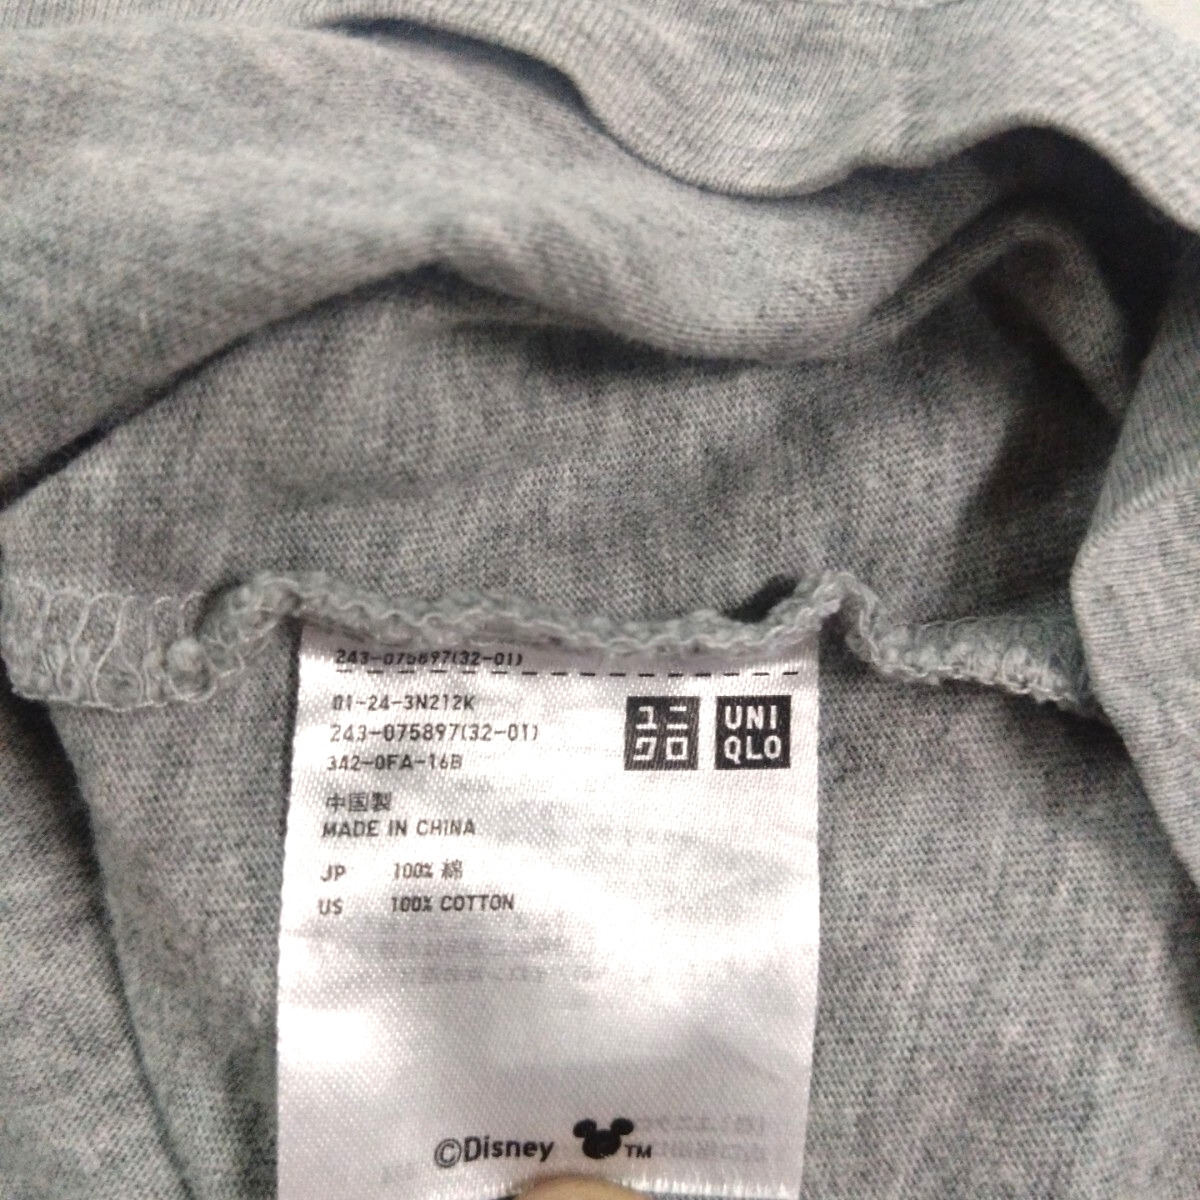 243-075897(32-01)
01-24-3N212K
243-075897(32-01)
342-0FA-16B
ユニ
クロ
UNI
QLO
中国製
MADE IN CHINA
JP 100% 綿
US 100% COTTON
©Disney TM